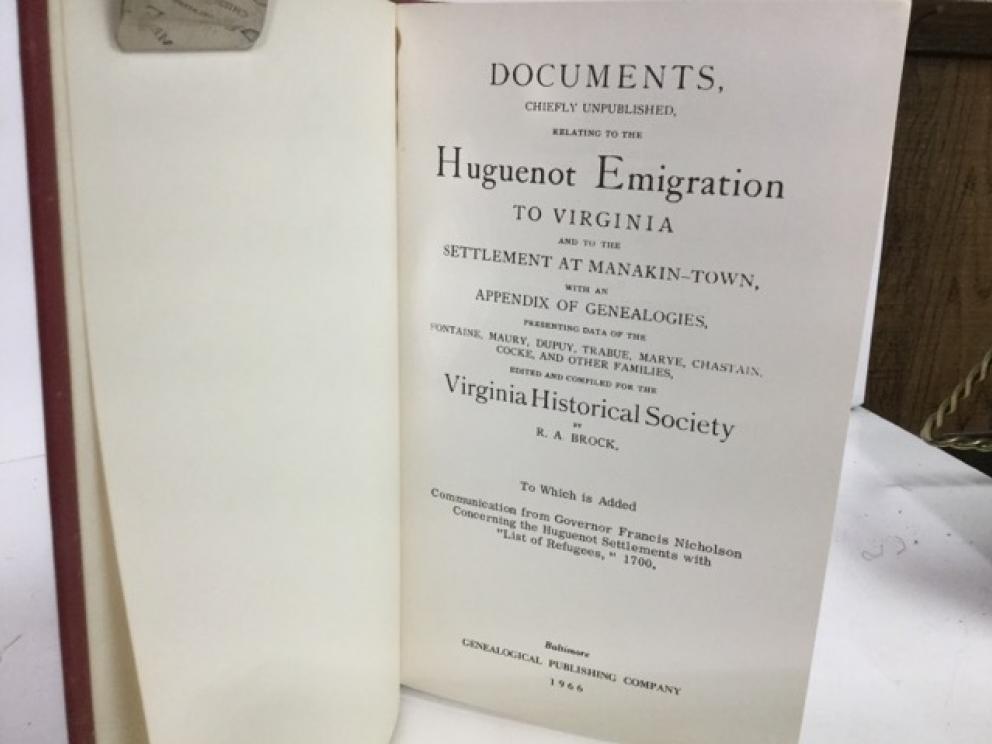 DOCUMENTS,
CHIEFLY UNPUBLISHED,
RELATING TO THE
Huguenot Emigration
TO VIRGINIA
AND TO THE
SETTLEMENT AT MANAKIN-TOWN,
WITH AN
APPENDIX OF GENEALOGIES,
PRESENTING DATA OF THE
FONTAINE, MAURY, DUPUY, TRABUE, MARYE, CHASTAIN,
COCKE, AND OTHER FAMILIES,
EDITED AND COMPILED FOR THE
Virginia Historical Society
BY
R. A. BROCK.
To Which is Added
Communication from Governor Francis Nicholson
Concerning the Huguenot Settlements with
"List of Refugees," 1700.
Baltimore
GENEALOGICAL PUBLISHING COMPANY
1966